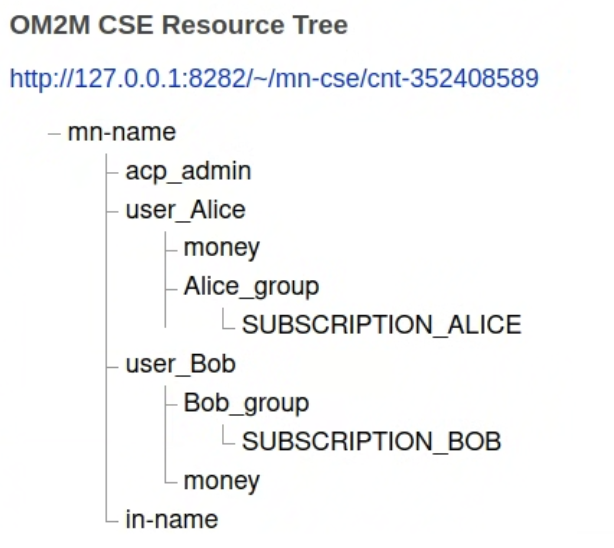 OM2M CSE Resource Tree
http://127.0.0.1:8282/~/mn-cse/cnt-352408589
mn-name
acp_admin
user_Alice
money
Alice_group
SUBSCRIPTION_ALICE
user_Bob
Bob_group
SUBSCRIPTION_BOB
money
in-name